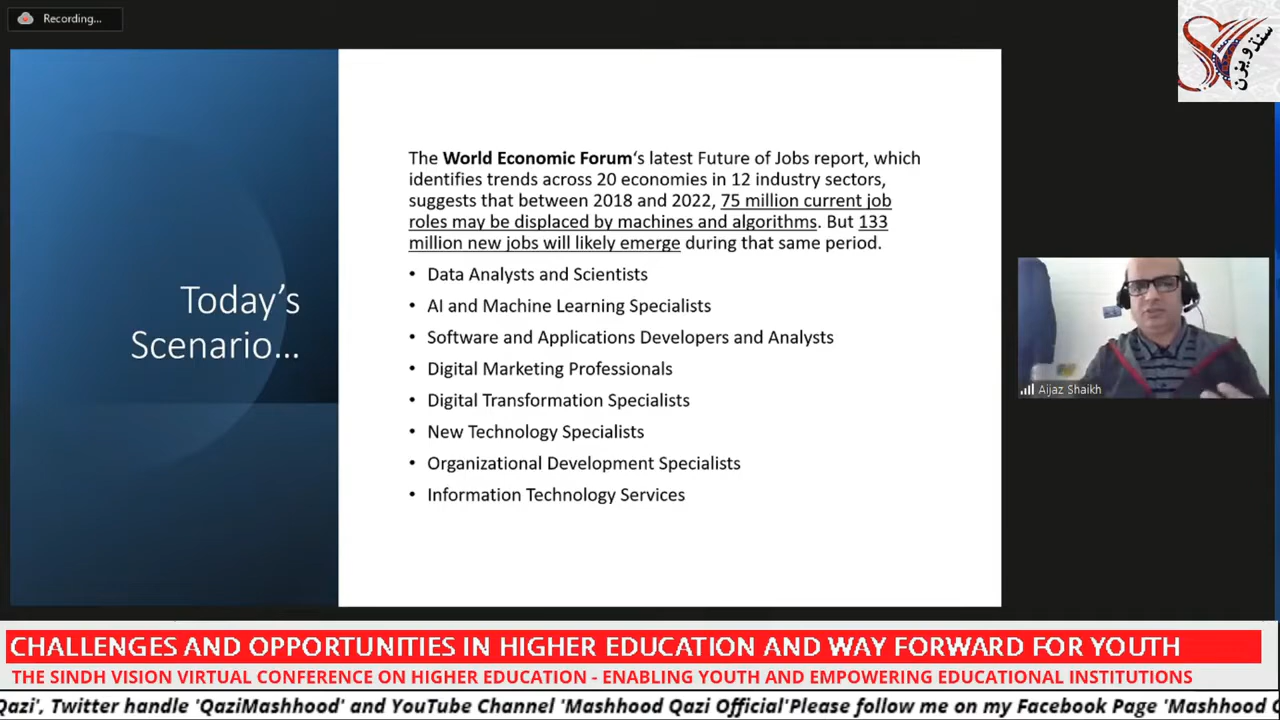 Recording...
سنڌ ويزن
Today's
Scenario...
The World Economic Forum‘s latest Future of Jobs report, which
identifies trends across 20 economies in 12 industry sectors,
suggests that between 2018 and 2022, 75 million current job
roles may be displaced by machines and algorithms. But 133
million new jobs will likely emerge during that same period.
• Data Analysts and Scientists
• AI and Machine Learning Specialists
• Software and Applications Developers and Analysts
• Digital Marketing Professionals
• Digital Transformation Specialists
• New Technology Specialists
• Organizational Development Specialists
• Information Technology Services
Aijaz Shaikh
CHALLENGES AND OPPORTUNITIES IN HIGHER EDUCATION AND WAY FORWARD FOR YOUTH
THE SINDH VISION VIRTUAL CONFERENCE ON HIGHER EDUCATION - ENABLING YOUTH AND EMPOWERING EDUCATIONAL INSTITUTIONS
Qazi', Twitter handle 'QaziMashhood' and YouTube Channel 'Mashhood Qazi Official'Please follow me on my Facebook Page 'Mashhood Q